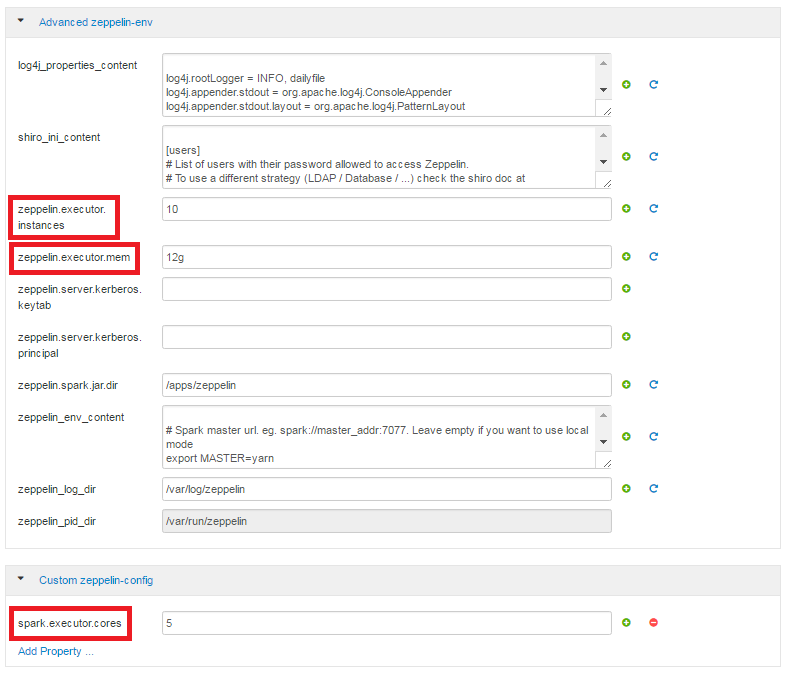 Advanced zeppelin-env
log4j_properties_content
log4j.rootLogger = INFO, dailyfile
log4j.appender.stdout = org.apache.log4j.ConsoleAppender
log4j.appender.stdout.layout = org.apache.log4j.PatternLayout
shiro_ini_content
[users]
# List of users with their password allowed to access Zeppelin.
# To use a different strategy (LDAP / Database / ...) check the shiro doc at
zeppelin.executor.
instances
10
zeppelin.executor.mem
12g
zeppelin.server.kerberos.
keytab
zeppelin.server.kerberos.
principal
zeppelin.spark.jar.dir
/apps/zeppelin
zeppelin_env_content
# Spark master url. eg. spark://master_addr:7077. Leave empty if you want to use local
mode
export MASTER=yarn
zeppelin_log_dir
/var/log/zeppelin
zeppelin_pid_dir
/var/run/zeppelin
Custom zeppelin-config
spark.executor.cores
5
Add Property ...